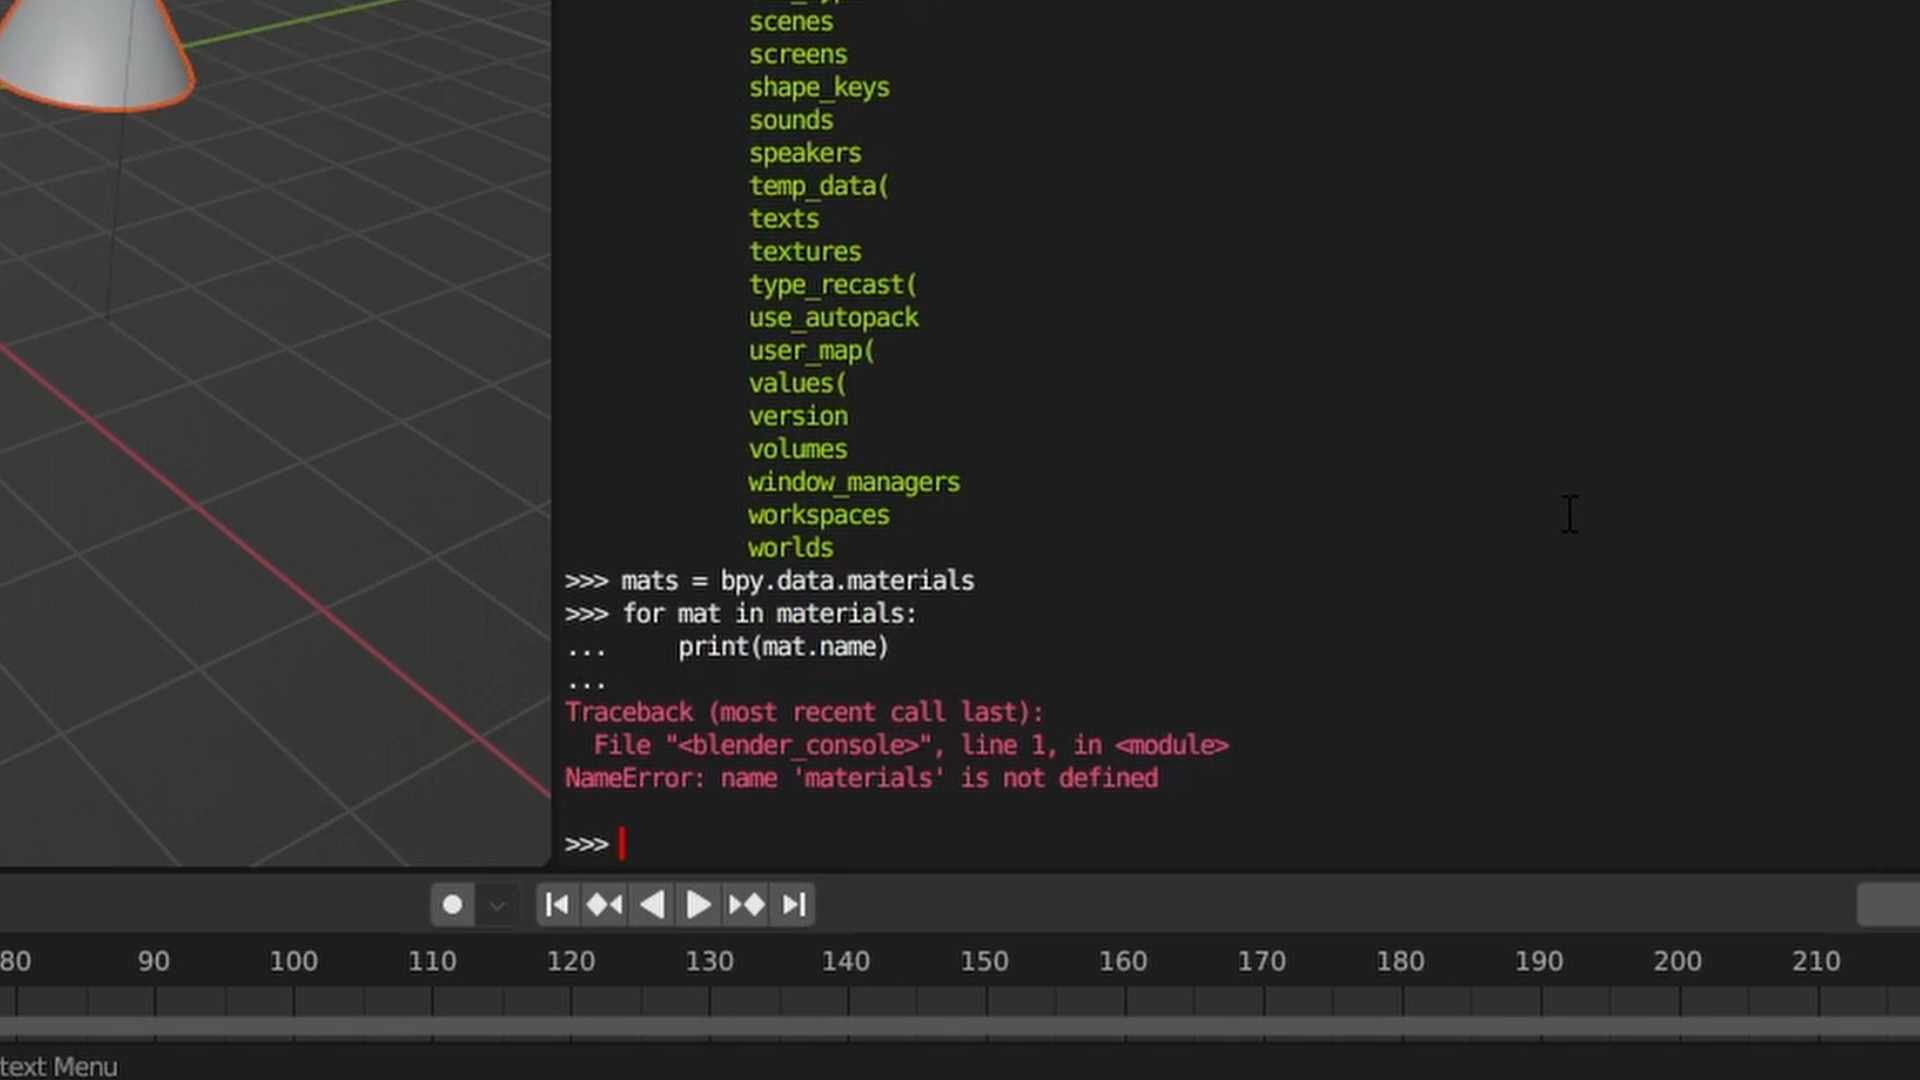 scenes
screens
shape_keys
sounds
speakers
temp_data(
texts
textures
type_recast(
use_autopack
user_map(
values(
version
volumes
window_managers
workspaces
worlds
>>> mats = bpy.data.materials
>>> for mat in materials:
...     print(mat.name)
...
Traceback (most recent call last):
  File "<blender_console>", line 1, in <module>
NameError: name 'materials' is not defined
>>>
80 90 100 110 120 130 140 150 160 170 180 190 200 210
text Menu